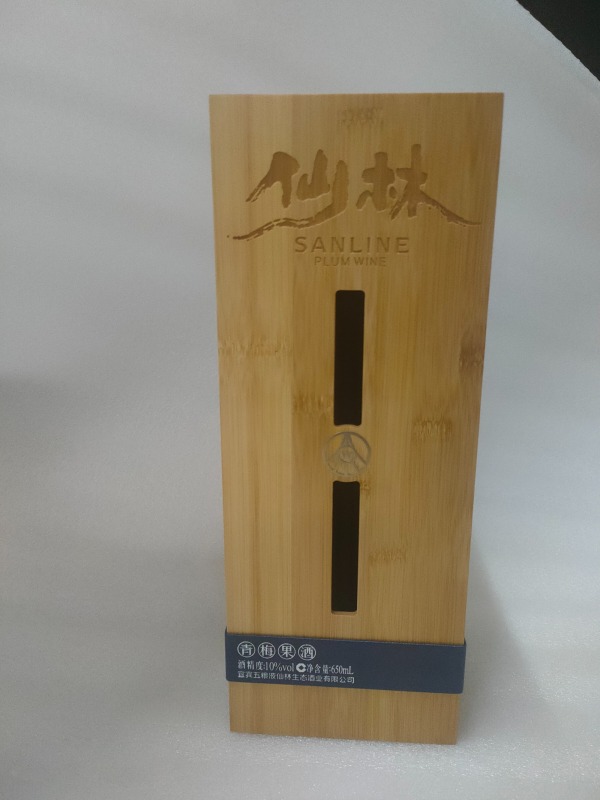 仙林
SANLINE
PLUM WINE
青梅果酒
酒精度:10%vol 净含量:650mL
宜宾五粮液仙林生态酒业有限公司